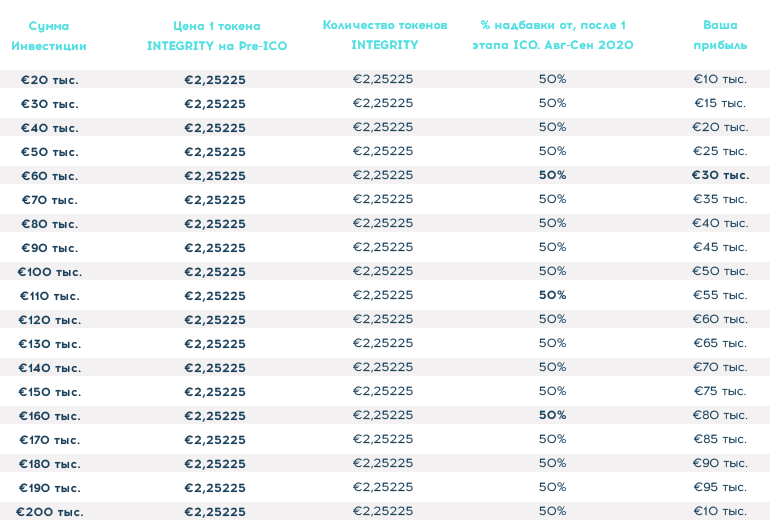 Сумма Инвестиции	Цена 1 токена INTEGRITY на Pre-ICO	Количество токенов INTEGRITY	% надбавки от, после 1 этапа ICO. Авг-Сен 2020	Ваша прибыль
€20 тыс.	€2,25225	€2,25225	50%	€10 тыс.
€30 тыс.	€2,25225	€2,25225	50%	€15 тыс.
€40 тыс.	€2,25225	€2,25225	50%	€20 тыс.
€50 тыс.	€2,25225	€2,25225	50%	€25 тыс.
€60 тыс.	€2,25225	€2,25225	50%	€30 тыс.
€70 тыс.	€2,25225	€2,25225	50%	€35 тыс.
€80 тыс.	€2,25225	€2,25225	50%	€40 тыс.
€90 тыс.	€2,25225	€2,25225	50%	€45 тыс.
€100 тыс.	€2,25225	€2,25225	50%	€50 тыс.
€110 тыс.	€2,25225	€2,25225	50%	€55 тыс.
€120 тыс.	€2,25225	€2,25225	50%	€60 тыс.
€130 тыс.	€2,25225	€2,25225	50%	€65 тыс.
€140 тыс.	€2,25225	€2,25225	50%	€70 тыс.
€150 тыс.	€2,25225	€2,25225	50%	€75 тыс.
€160 тыс.	€2,25225	€2,25225	50%	€80 тыс.
€170 тыс.	€2,25225	€2,25225	50%	€85 тыс.
€180 тыс.	€2,25225	€2,25225	50%	€90 тыс.
€190 тыс.	€2,25225	€2,25225	50%	€95 тыс.
€200 тыс.	€2,25225	€2,25225	50%	€10 тыс.